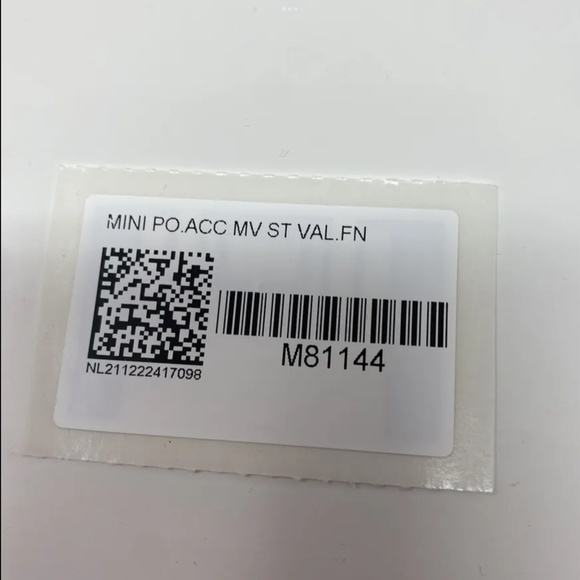 MINI PO.ACC MV ST VAL.FN
NL211222417098
M81144